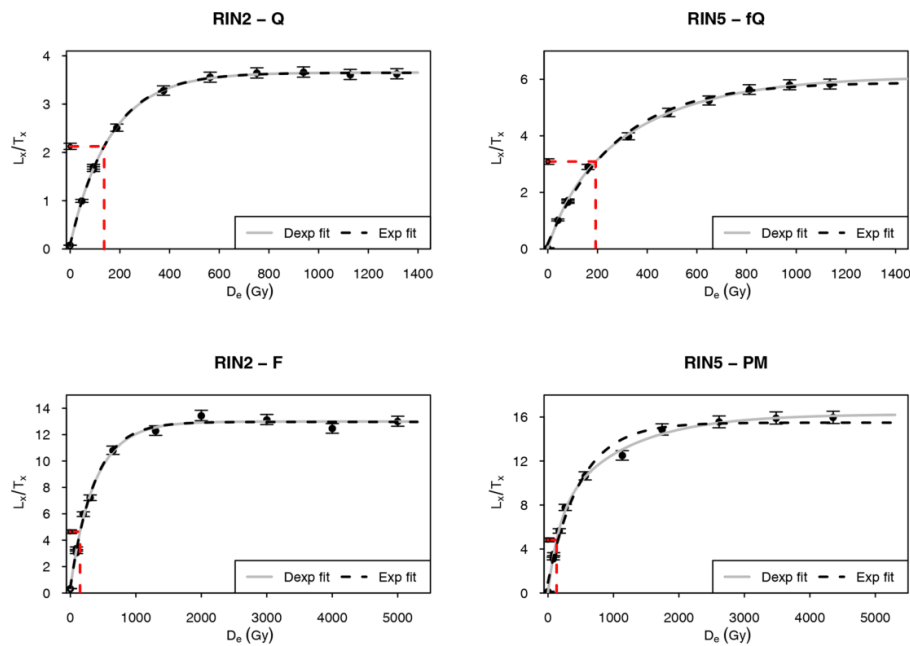 RIN2 – Q
Lx/Tx
4
3
2
1
0
0 200 400 600 800 1000 1200 1400
De (Gy)
Dexp fit Exp fit
RIN5 – fQ
Lx/Tx
6
4
2
0
0 200 400 600 800 1000 1200 1400
De (Gy)
Dexp fit Exp fit
RIN2 – F
Lx/Tx
14
12
10
8
6
4
2
0
0 1000 2000 3000 4000 5000
De (Gy)
Dexp fit Exp fit
RIN5 – PM
Lx/Tx
16
12
8
4
0
0 1000 2000 3000 4000 5000
De (Gy)
Dexp fit Exp fit